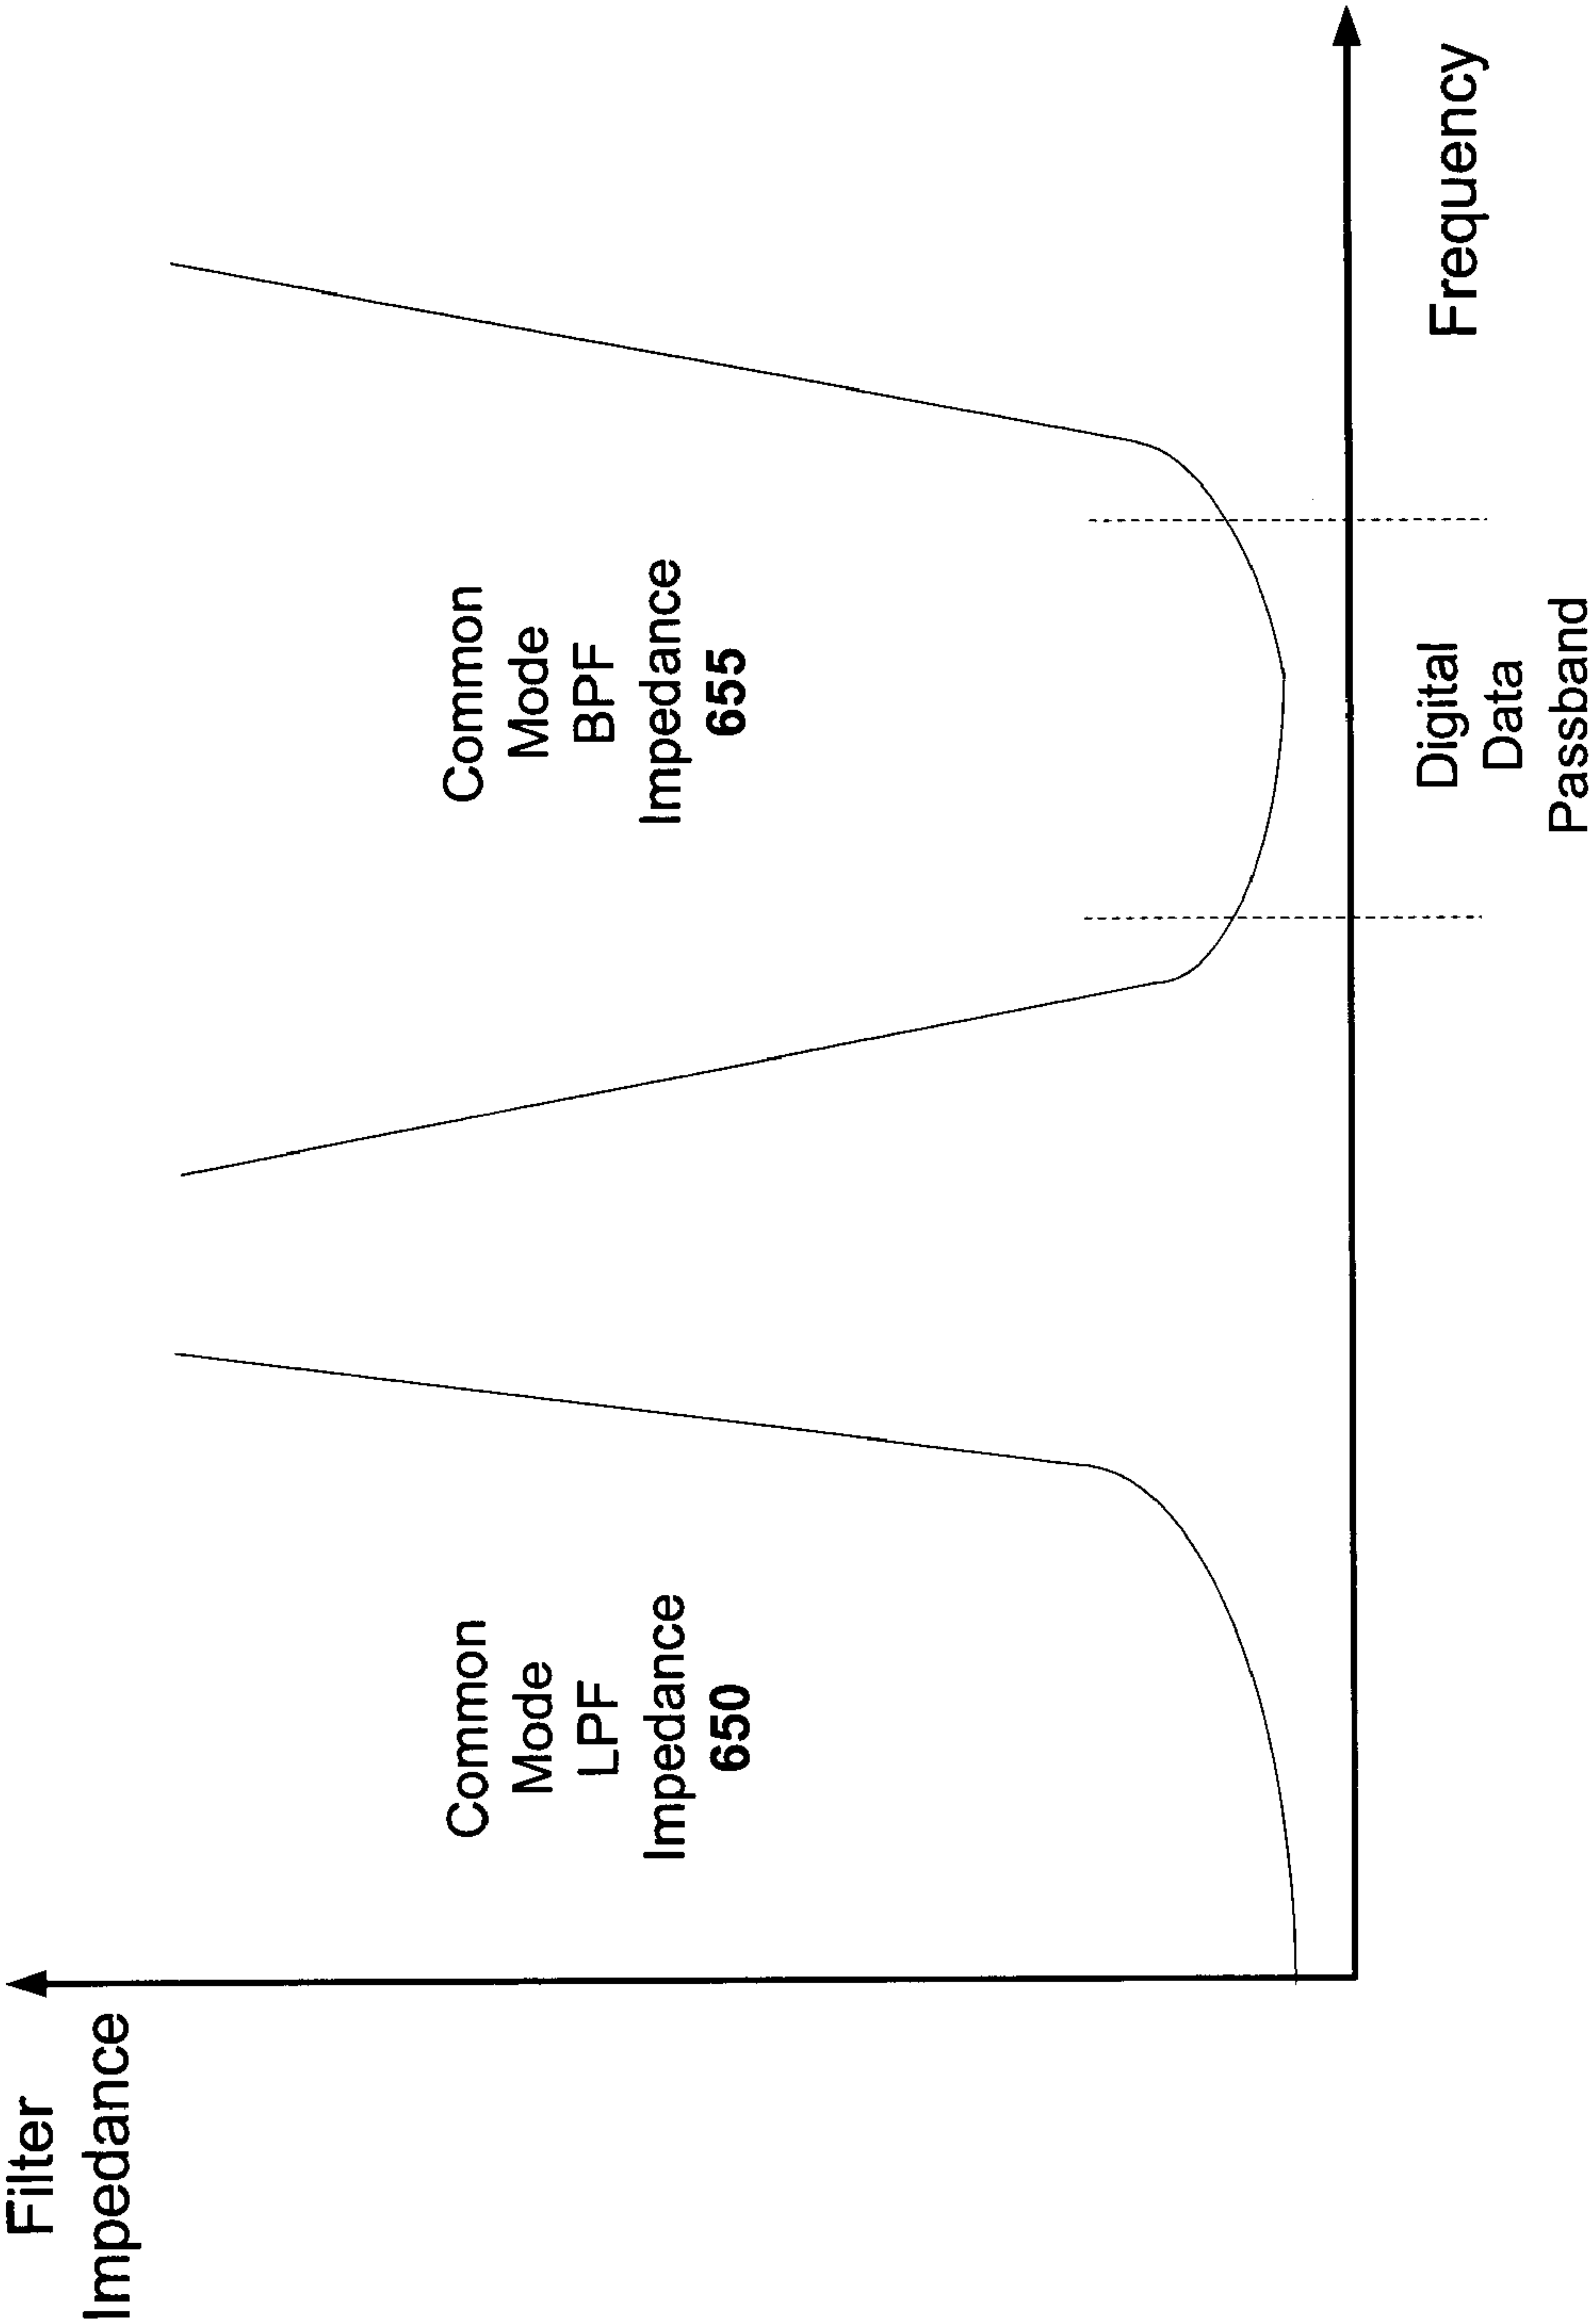 Filter
Impedance
Common
Mode
LPF
Impedance
650
Common
Mode
BPF
Impedance
655
Digital
Data
Passband
Frequency